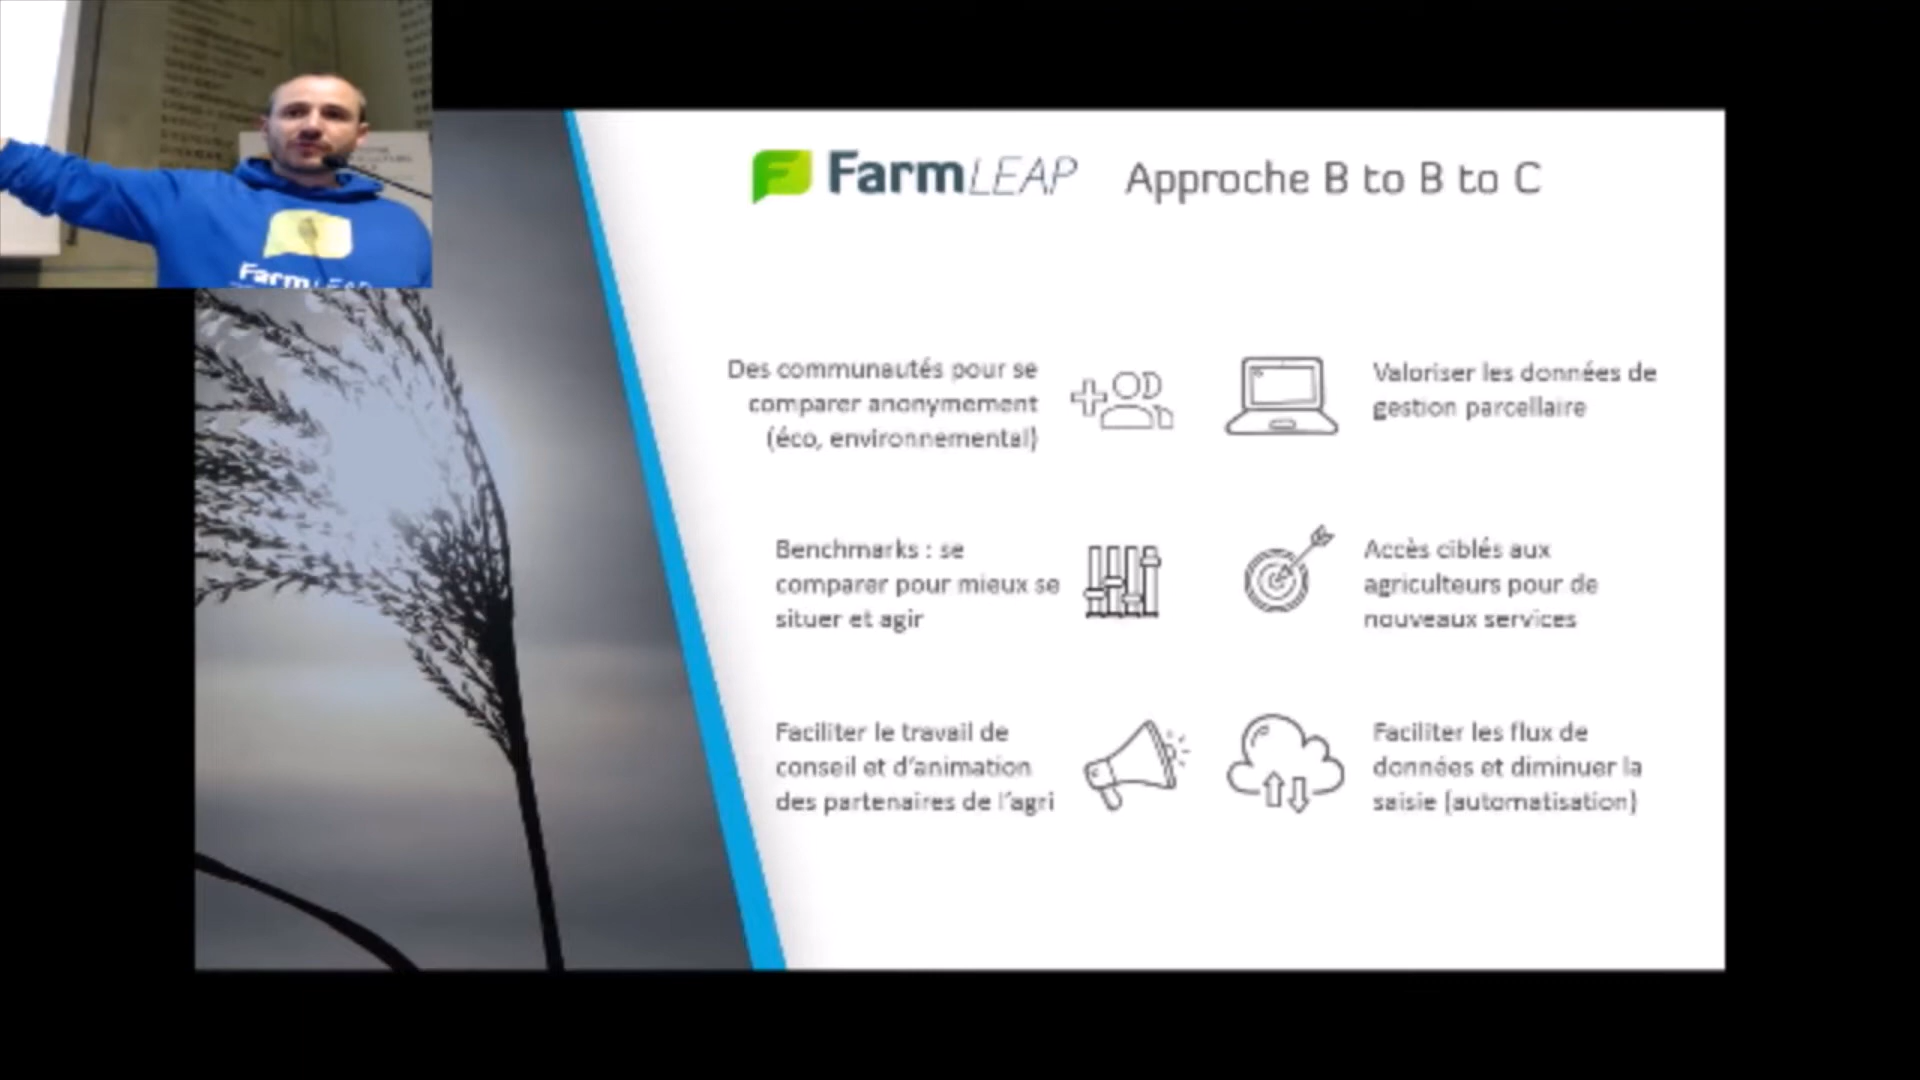 FarmLEAP
FarmLEAP Approche B to B to C
Des communautés pour se
comparer anonymement
(éco, environnemental)
Valoriser les données de
gestion parcellaire
Benchmarks : se
comparer pour mieux se
situer et agir
Accès ciblés aux
agriculteurs pour de
nouveaux services
Faciliter le travail de
conseil et d'animation
des partenaires de l'agri
Faciliter les flux de
données et diminuer la
saisie (automatisation)